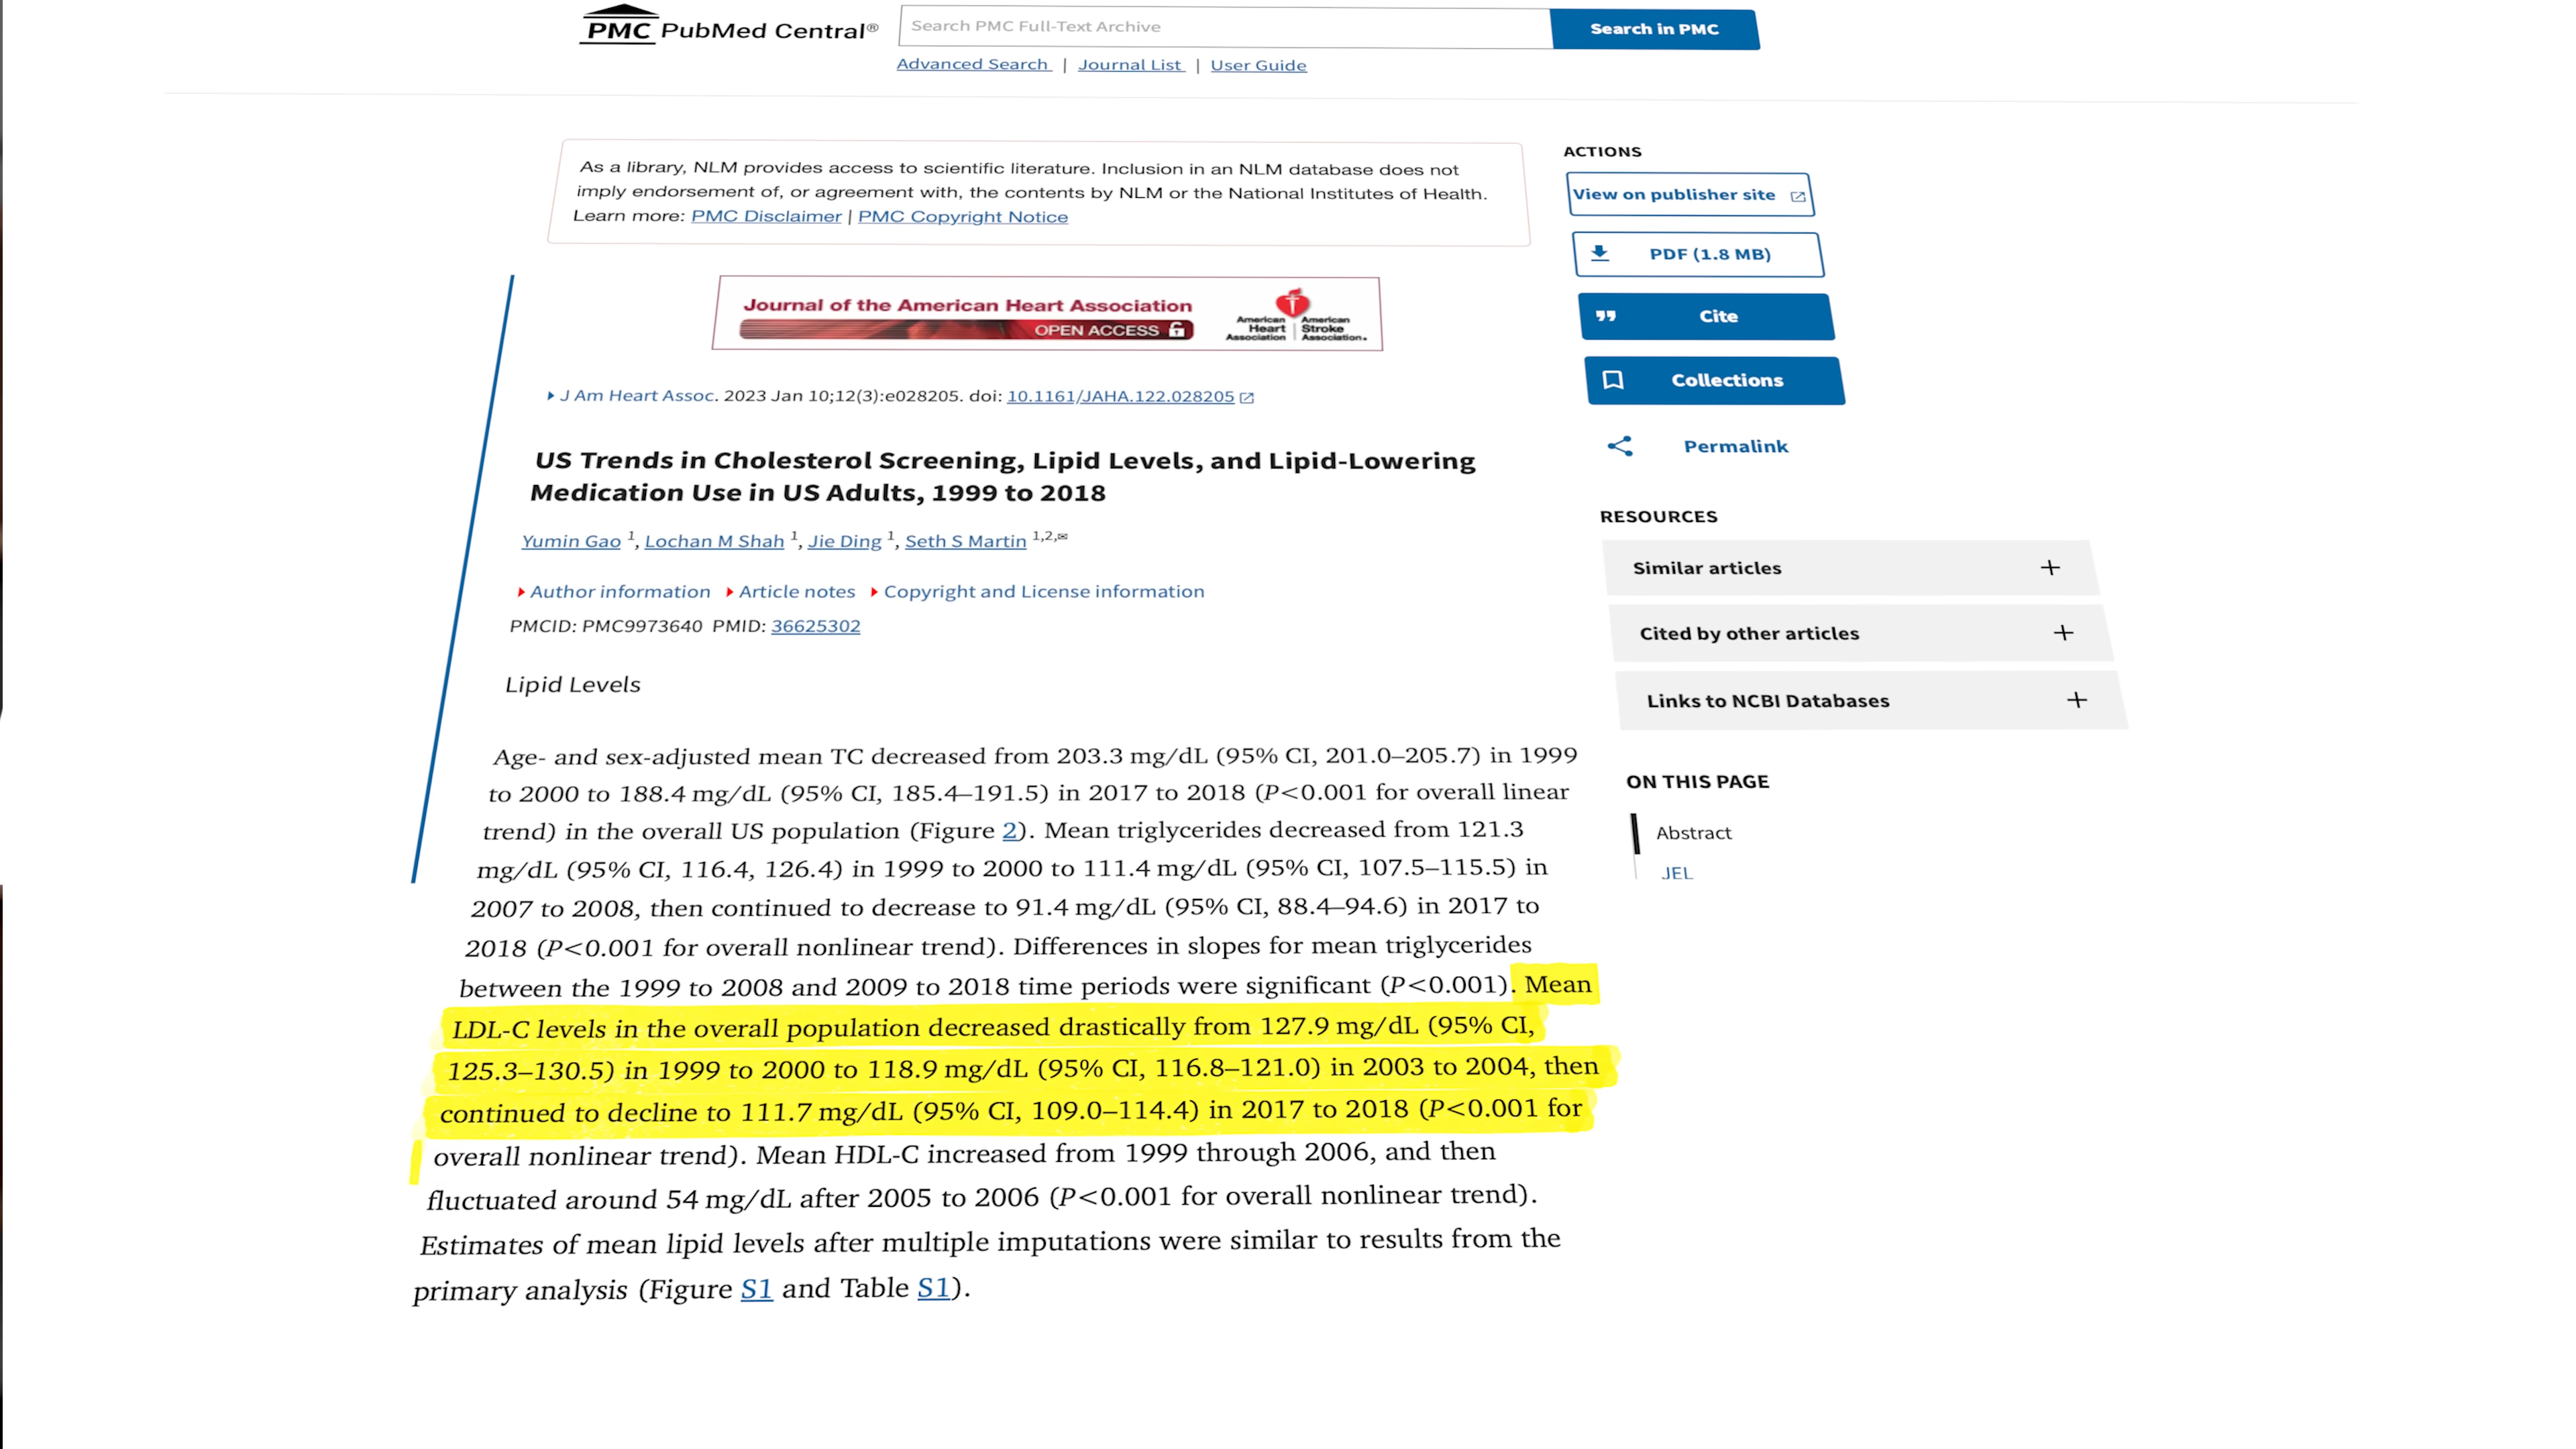 PMC PubMed Central®
Search PMC Full-Text Archive
Search in PMC
Advanced Search | Journal List | User Guide
As a library, NLM provides access to scientific literature. Inclusion in an NLM database does not
imply endorsement of, or agreement with, the contents by NLM or the National Institutes of Health.
Learn more: PMC Disclaimer | PMC Copyright Notice
Journal of the American Heart Association
OPEN ACCESS
American Heart Association
American Stroke Association.
J Am Heart Assoc. 2023 Jan 10;12(3):e028205. doi: 10.1161/JAHA.122.028205
US Trends in Cholesterol Screening, Lipid Levels, and Lipid-Lowering
Medication Use in US Adults, 1999 to 2018
Yumin Gao 1, Lochan M Shah 1, Jie Ding 1, Seth S Martin 1,2,✉
Author information Article notes Copyright and License information
PMCID: PMC9973640 PMID: 36625302
Lipid Levels
Age- and sex-adjusted mean TC decreased from 203.3 mg/dL (95% CI, 201.0–205.7) in 1999
to 2000 to 188.4 mg/dL (95% CI, 185.4–191.5) in 2017 to 2018 (P<0.001 for overall linear
trend) in the overall US population (Figure 2). Mean triglycerides decreased from 121.3
mg/dL (95% CI, 116.4, 126.4) in 1999 to 2000 to 111.4 mg/dL (95% CI, 107.5–115.5) in
2007 to 2008, then continued to decrease to 91.4 mg/dL (95% CI, 88.4–94.6) in 2017 to
2018 (P<0.001 for overall nonlinear trend). Differences in slopes for mean triglycerides
between the 1999 to 2008 and 2009 to 2018 time periods were significant (P<0.001). Mean
LDL-C levels in the overall population decreased drastically from 127.9 mg/dL (95% CI,
125.3–130.5) in 1999 to 2000 to 118.9 mg/dL (95% CI, 116.8–121.0) in 2003 to 2004, then
continued to decline to 111.7 mg/dL (95% CI, 109.0–114.4) in 2017 to 2018 (P<0.001 for
overall nonlinear trend). Mean HDL-C increased from 1999 through 2006, and then
fluctuated around 54 mg/dL after 2005 to 2006 (P<0.001 for overall nonlinear trend).
Estimates of mean lipid levels after multiple imputations were similar to results from the
primary analysis (Figure S1 and Table S1).
ACTIONS
View on publisher site
PDF (1.8 MB)
Cite
Collections
Permalink
RESOURCES
Similar articles
Cited by other articles
Links to NCBI Databases
ON THIS PAGE
Abstract
JEL